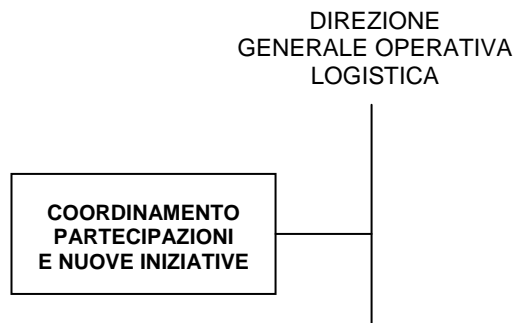 DIREZIONE
GENERALE OPERATIVA
LOGISTICA
COORDINAMENTO
PARTECIPAZIONI
E NUOVE INIZIATIVE